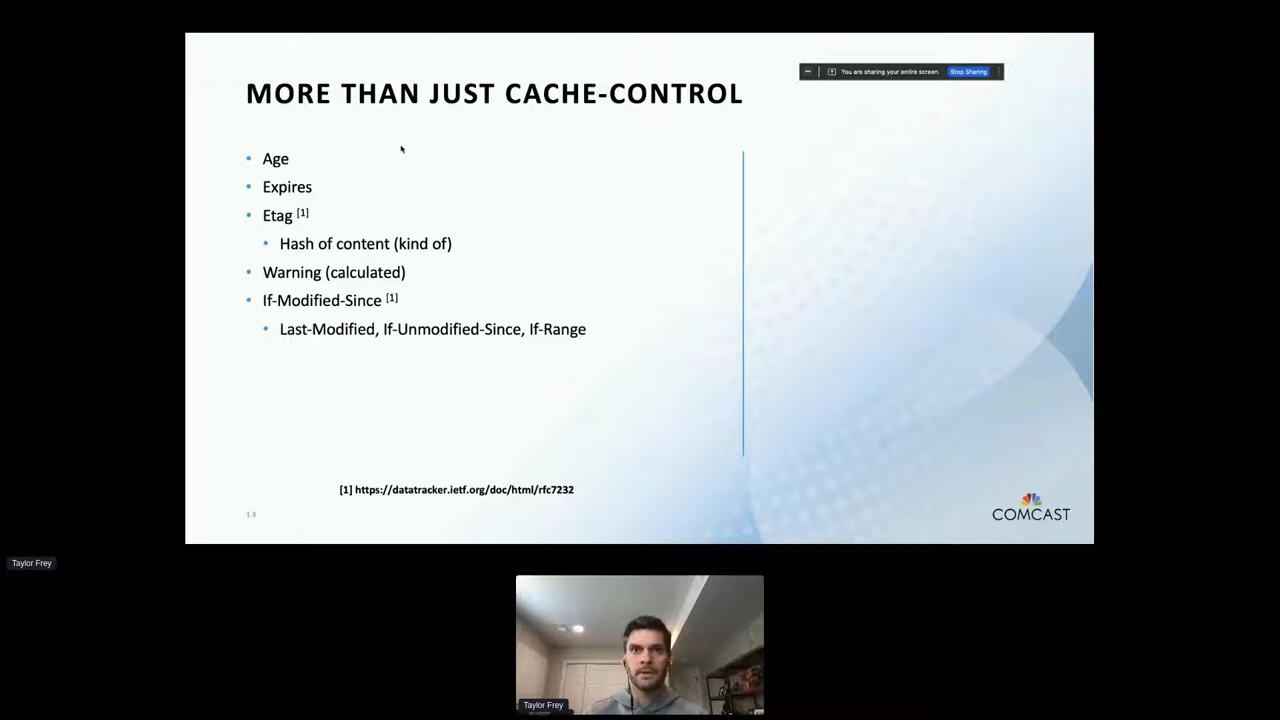 You are sharing your entire screen.
Stop Sharing
MORE THAN JUST CACHE-CONTROL
• Age
• Expires
• Etag [1]
• Hash of content (kind of)
• Warning (calculated)
• If-Modified-Since [1]
• Last-Modified, If-Unmodified-Since, If-Range
[1] https://datatracker.ietf.org/doc/html/rfc7232
13
COMCAST
Taylor Frey
Taylor Frey